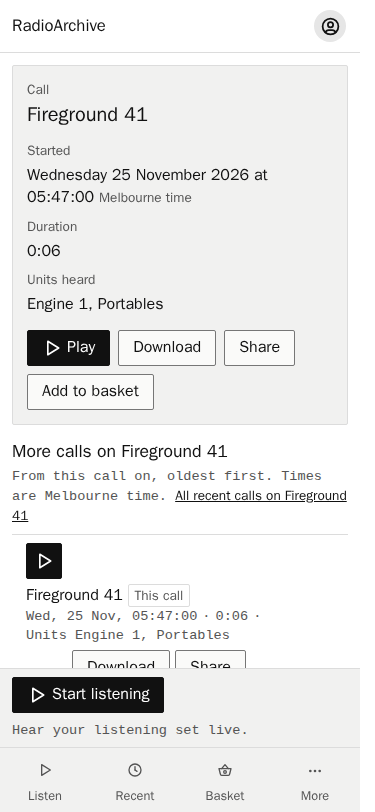 RadioArchive
Call
Fireground 41
Started
Wednesday 25 November 2026 at
05:47:00 Melbourne time
Duration
0:06
Units heard
Engine 1, Portables
Play
Download
Share
Add to basket
More calls on Fireground 41
From this call on, oldest first. Times
are Melbourne time. All recent calls on Fireground
41
Fireground 41 This call
Wed, 25 Nov, 05:47:00 · 0:06 ·
Units Engine 1, Portables
Download Share
Start listening
Hear your listening set live.
Listen Recent Basket More